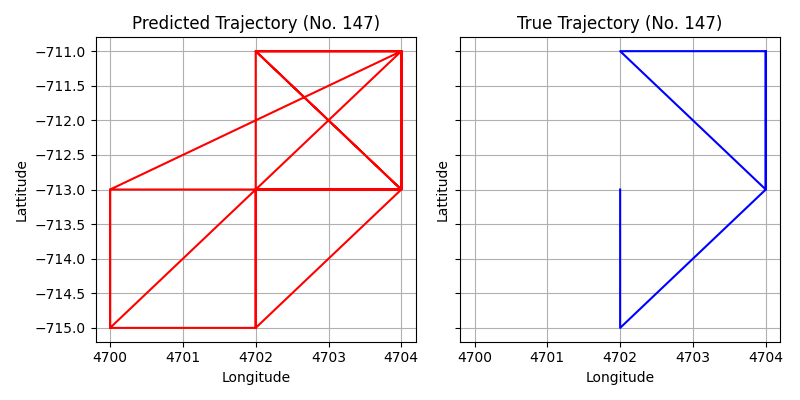 Predicted Trajectory (No. 147)
True Trajectory (No. 147)
Lattitude
−711.0
−711.5
−712.0
−712.5
−713.0
−713.5
−714.0
−714.5
−715.0
4700 4701 4702 4703 4704
Longitude
Lattitude
4700 4701 4702 4703 4704
Longitude